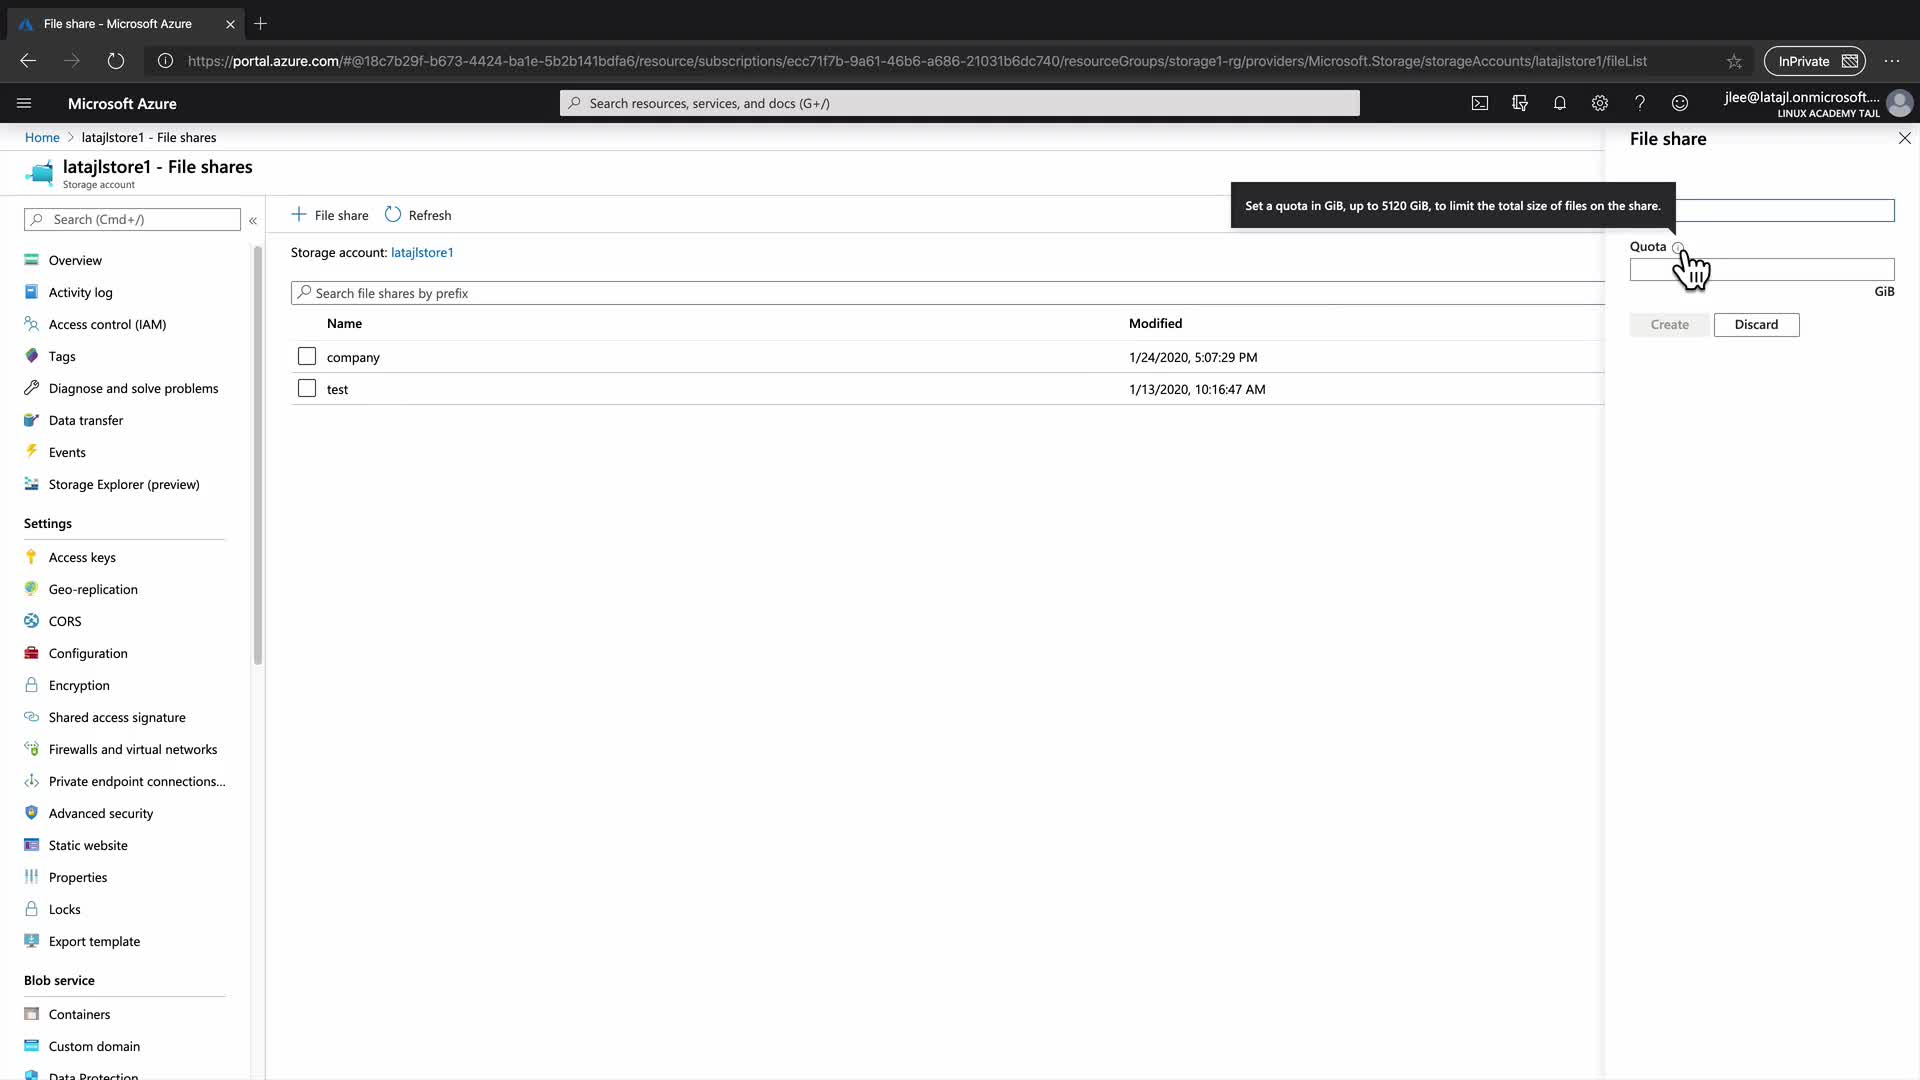 File share - Microsoft Azure
https://portal.azure.com/#@18c7b29f-b673-4424-ba1e-5b2b141bdfa6/resource/subscriptions/ecc71f7b-9a61-46b6-a686-21031b6dc740/resourceGroups/storage1-rg/providers/Microsoft.Storage/storageAccounts/latajlstore1/fileList
InPrivate
Microsoft Azure
Search resources, services, and docs (G+/)
jlee@latajl.onmicrosoft....
LINUX ACADEMY TAJL
Home > latajlstore1 - File shares
latajlstore1 - File shares
Storage account
Search (Cmd+/)
«
Overview
Activity log
Access control (IAM)
Tags
Diagnose and solve problems
Data transfer
Events
Storage Explorer (preview)
Settings
Access keys
Geo-replication
CORS
Configuration
Encryption
Shared access signature
Firewalls and virtual networks
Private endpoint connections...
Advanced security
Static website
Properties
Locks
Export template
Blob service
Containers
Custom domain
Data Protection
File share
Refresh
Storage account: latajlstore1
Search file shares by prefix
Name Modified
company 1/24/2020, 5:07:29 PM
test 1/13/2020, 10:16:47 AM
File share
Set a quota in GiB, up to 5120 GiB, to limit the total size of files on the share.
Quota
GiB
Create Discard